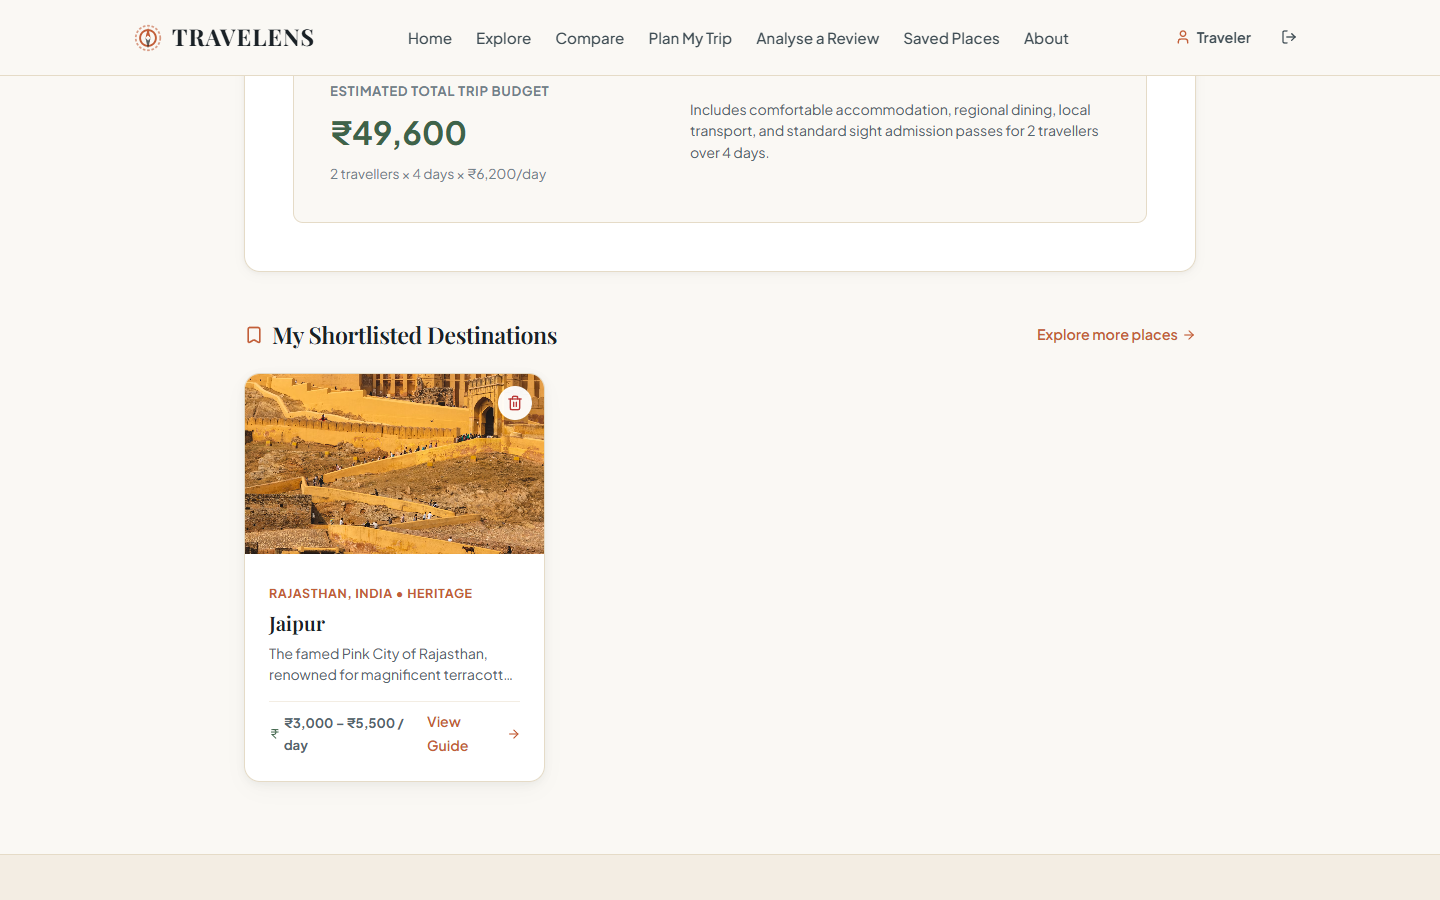 TRAVELENS
Home Explore Compare Plan My Trip Analyse a Review Saved Places About
Traveler
ESTIMATED TOTAL TRIP BUDGET
₹49,600
2 travellers × 4 days × ₹6,200/day
Includes comfortable accommodation, regional dining, local
transport, and standard sight admission passes for 2 travellers
over 4 days.
My Shortlisted Destinations
Explore more places →
RAJASTHAN, INDIA • HERITAGE
Jaipur
The famed Pink City of Rajasthan,
renowned for magnificent terracott...
₹ ₹3,000 – ₹5,500 /
day
View
Guide →